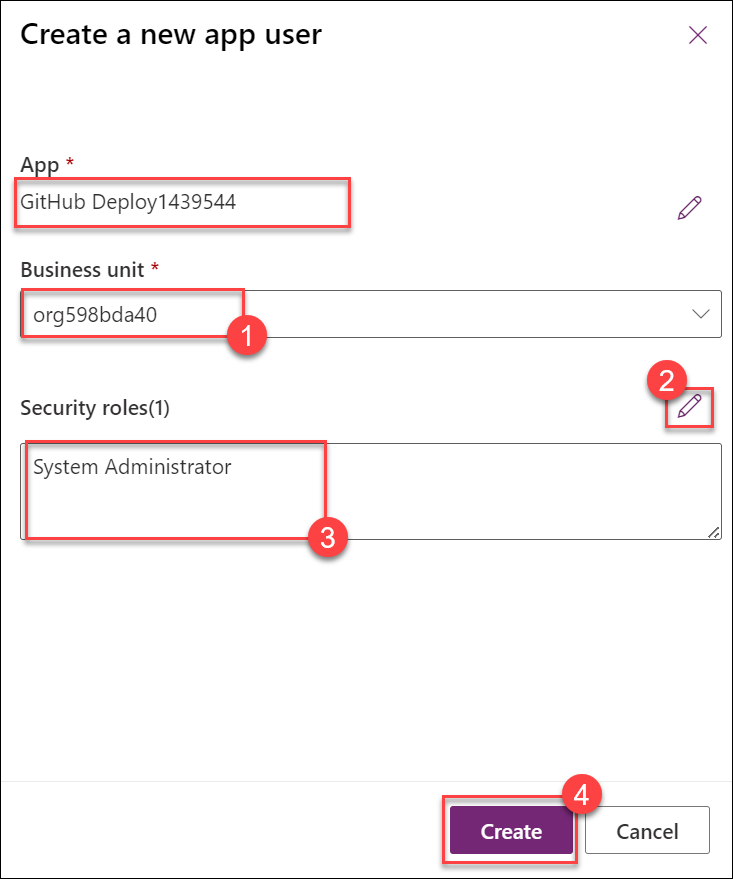 Create a new app user
App *
GitHub Deploy1439544
Business unit *
org598bda40
1
2
Security roles(1)
System Administrator
3
4
Create
Cancel